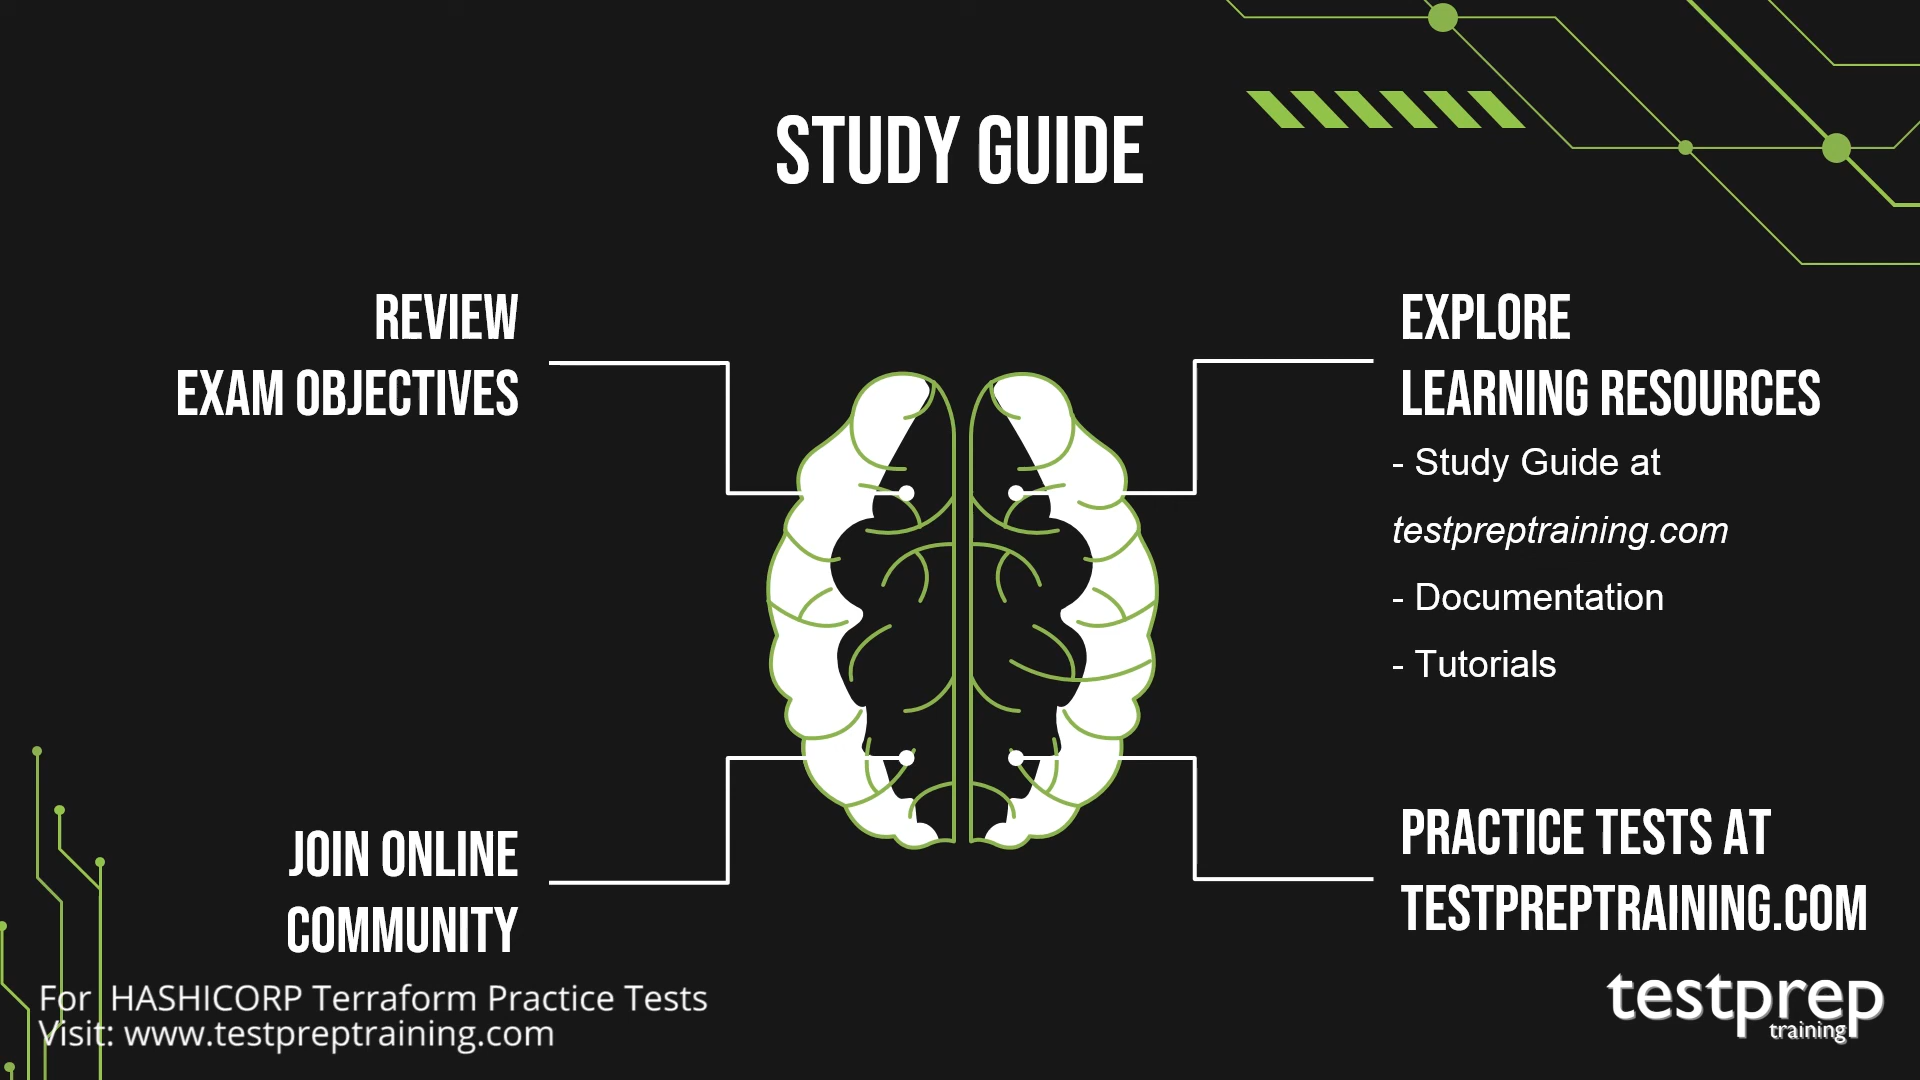 STUDY GUIDE
REVIEW
EXAM OBJECTIVES
EXPLORE
LEARNING RESOURCES
- Study Guide at
testpreptraining.com
- Documentation
- Tutorials
JOIN ONLINE
COMMUNITY
PRACTICE TESTS AT
TESTPREPTRAINING.COM
For HASHICORP Terraform Practice Tests
Visit: www.testpreptraining.com
testprep
training